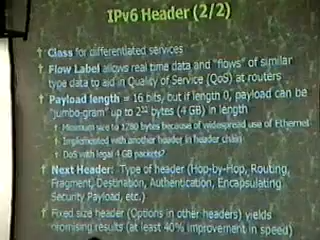 IPv6 Header (2/2)
Class for differentiated services
Flow Label allows real time data and "flows" of similar
type data to aid in Quality of Service (QoS) at routers
Payload length = 16 bits, but if length 0, payload can be
"jumbo-gram" up to 2³² bytes (4 GB) in length
Minimum size to 1280 bytes because of widespread use of Ethernet
Implemented with another header in header chain
DoS with legal 4 GB packets?
Next Header: Type of header (Hop-by-Hop, Routing,
Fragment, Destination, Authentication, Encapsulating
Security Payload, etc.)
Fixed size header (Options in other headers) yields
promising results (at least 40% improvement in speed)